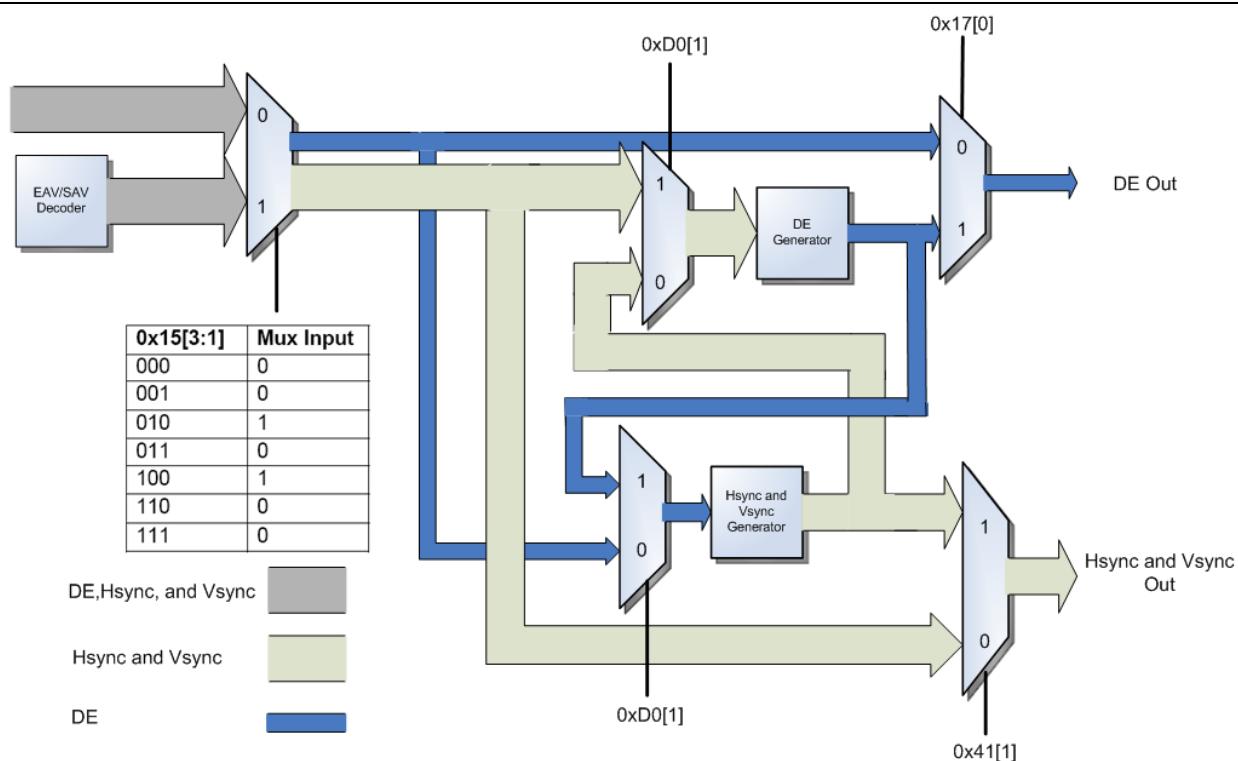 0x17[0]
0xD0[1]
0
1
EAV/SAV
Decoder
1
0
DE
Generator
0
1
DE Out
0x15[3:1] Mux Input
000 0
001 0
010 1
011 0
100 1
110 0
111 0
1
0
Hsync and
Vsync
Generator
1
0
Hsync and Vsync
Out
DE,Hsync, and Vsync
Hsync and Vsync
DE
0xD0[1]
0x41[1]